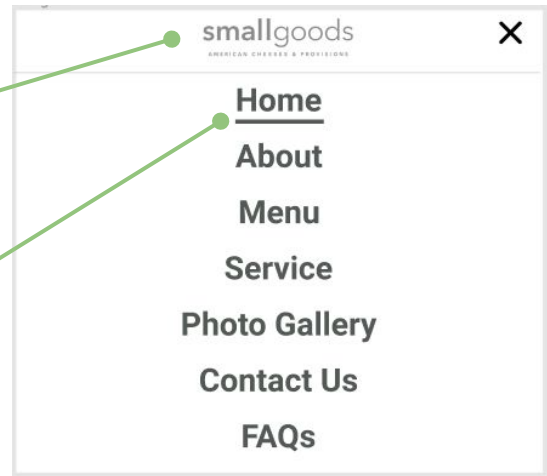 smallgoods
AMERICAN CHEESES & PROVISIONS
Home
About
Menu
Service
Photo Gallery
Contact Us
FAQs